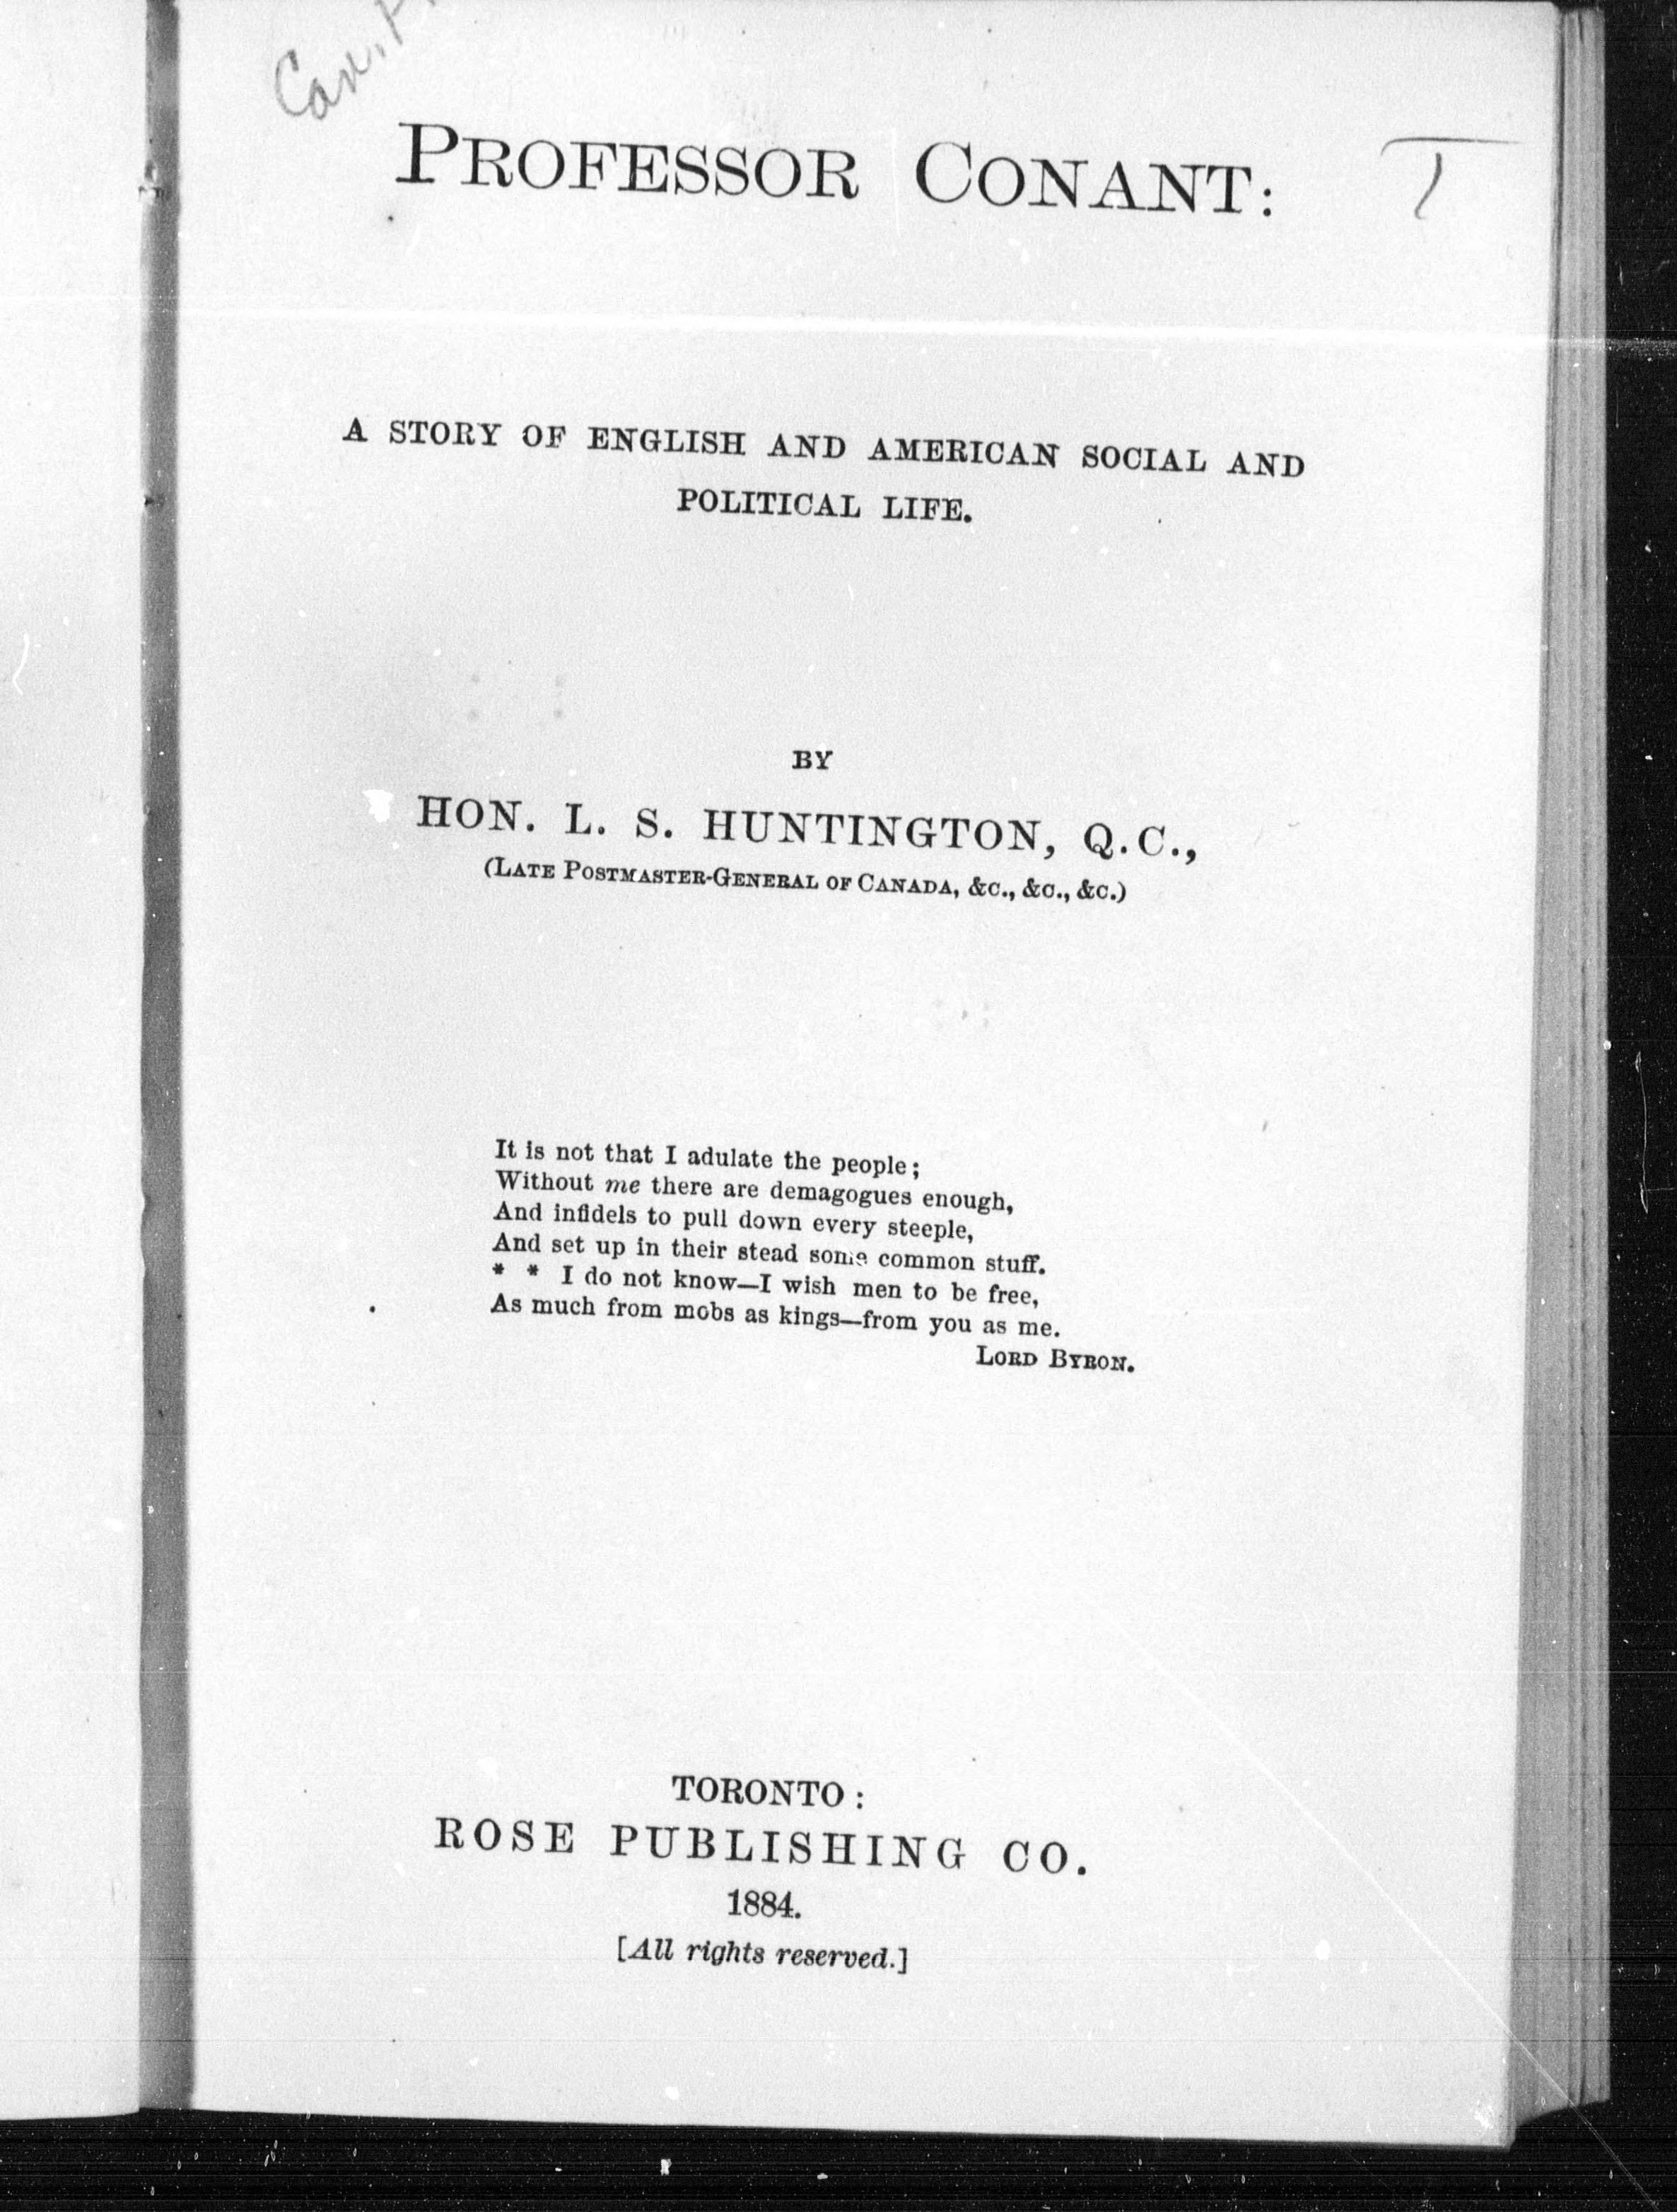 Can.
PROFESSOR CONANT:
A STORY OF ENGLISH AND AMERICAN SOCIAL AND
POLITICAL LIFE.
BY
HON. L. S. HUNTINGTON, Q.C.,
(LATE POSTMASTER-GENERAL OF CANADA, &C., &C., &C.)
It is not that I adulate the people;
Without me there are demagogues enough,
And infidels to pull down every steeple,
And set up in their stead some common stuff.
* * I do not know—I wish men to be free,
As much from mobs as kings—from you as me.
LORD BYRON.
TORONTO:
ROSE PUBLISHING CO.
1884.
[All rights reserved.]